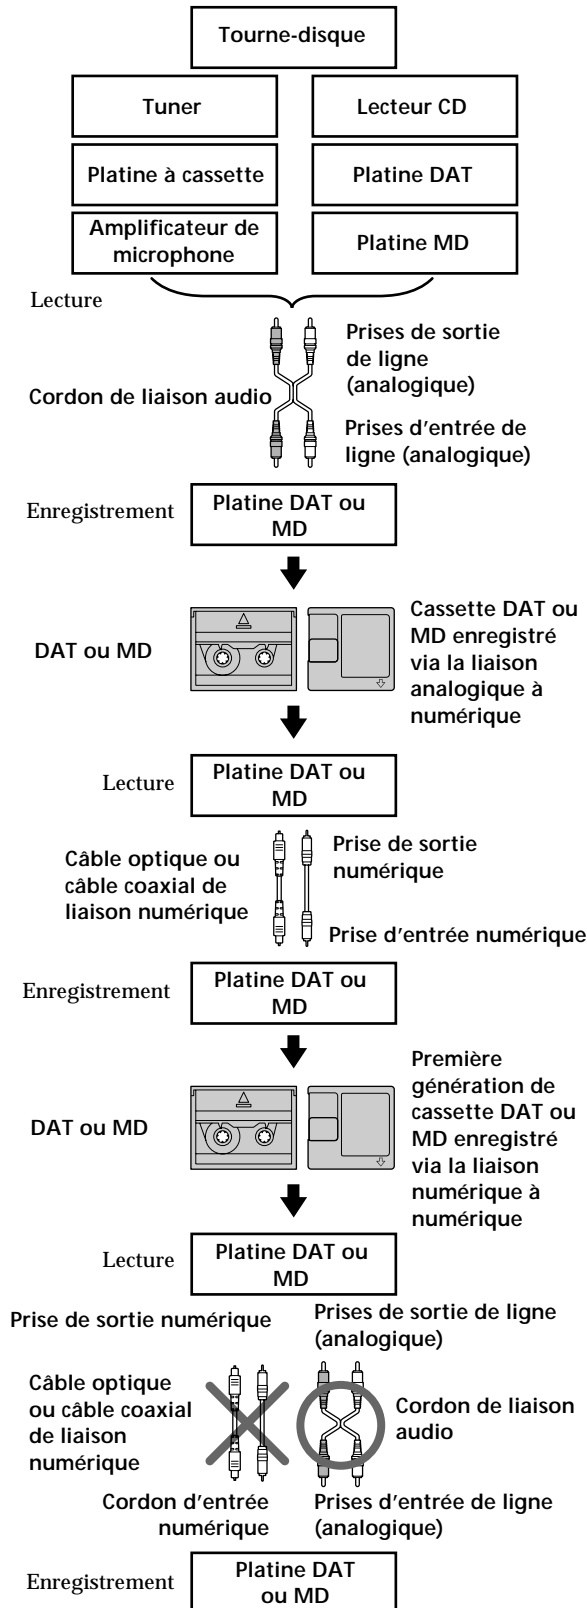 Tourne-disque
Tuner
Lecteur CD
Platine à cassette
Platine DAT
Amplificateur de
microphone
Platine MD
Lecture
Prises de sortie
de ligne
(analogique)
Cordon de liaison audio
Prises d'entrée de
ligne (analogique)
Enregistrement
Platine DAT ou
MD
DAT ou MD
Cassette DAT ou
MD enregistré
via la liaison
analogique à
numérique
Lecture
Platine DAT ou
MD
Câble optique ou
câble coaxial de
liaison numérique
Prise de sortie
numérique
Prise d'entrée numérique
Enregistrement
Platine DAT ou
MD
DAT ou MD
Première
génération de
cassette DAT ou
MD enregistré
via la liaison
numérique à
numérique
Lecture
Platine DAT ou
MD
Prise de sortie numérique
Prises de sortie de ligne
(analogique)
Câble optique
ou câble coaxial
de liaison
numérique
Cordon de liaison
audio
Cordon d'entrée
numérique
Prises d'entrée de ligne
(analogique)
Enregistrement
Platine DAT
ou MD